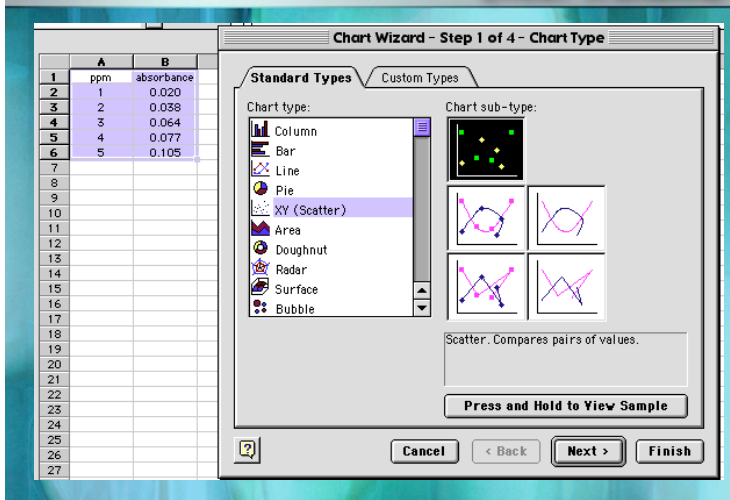 Chart Wizard - Step 1 of 4 - Chart Type
A B
1 ppm absorbance
2 1 0.020
3 2 0.038
4 3 0.064
5 4 0.077
6 5 0.105
7
8
9
10
11
12
13
14
15
16
17
18
19
20
21
22
23
24
25
26
27
Standard Types Custom Types
Chart type:
Column
Bar
Line
Pie
XY (Scatter)
Area
Doughnut
Radar
Surface
Bubble
Chart sub-type:
Scatter. Compares pairs of values.
Press and Hold to View Sample
? Cancel < Back Next > Finish